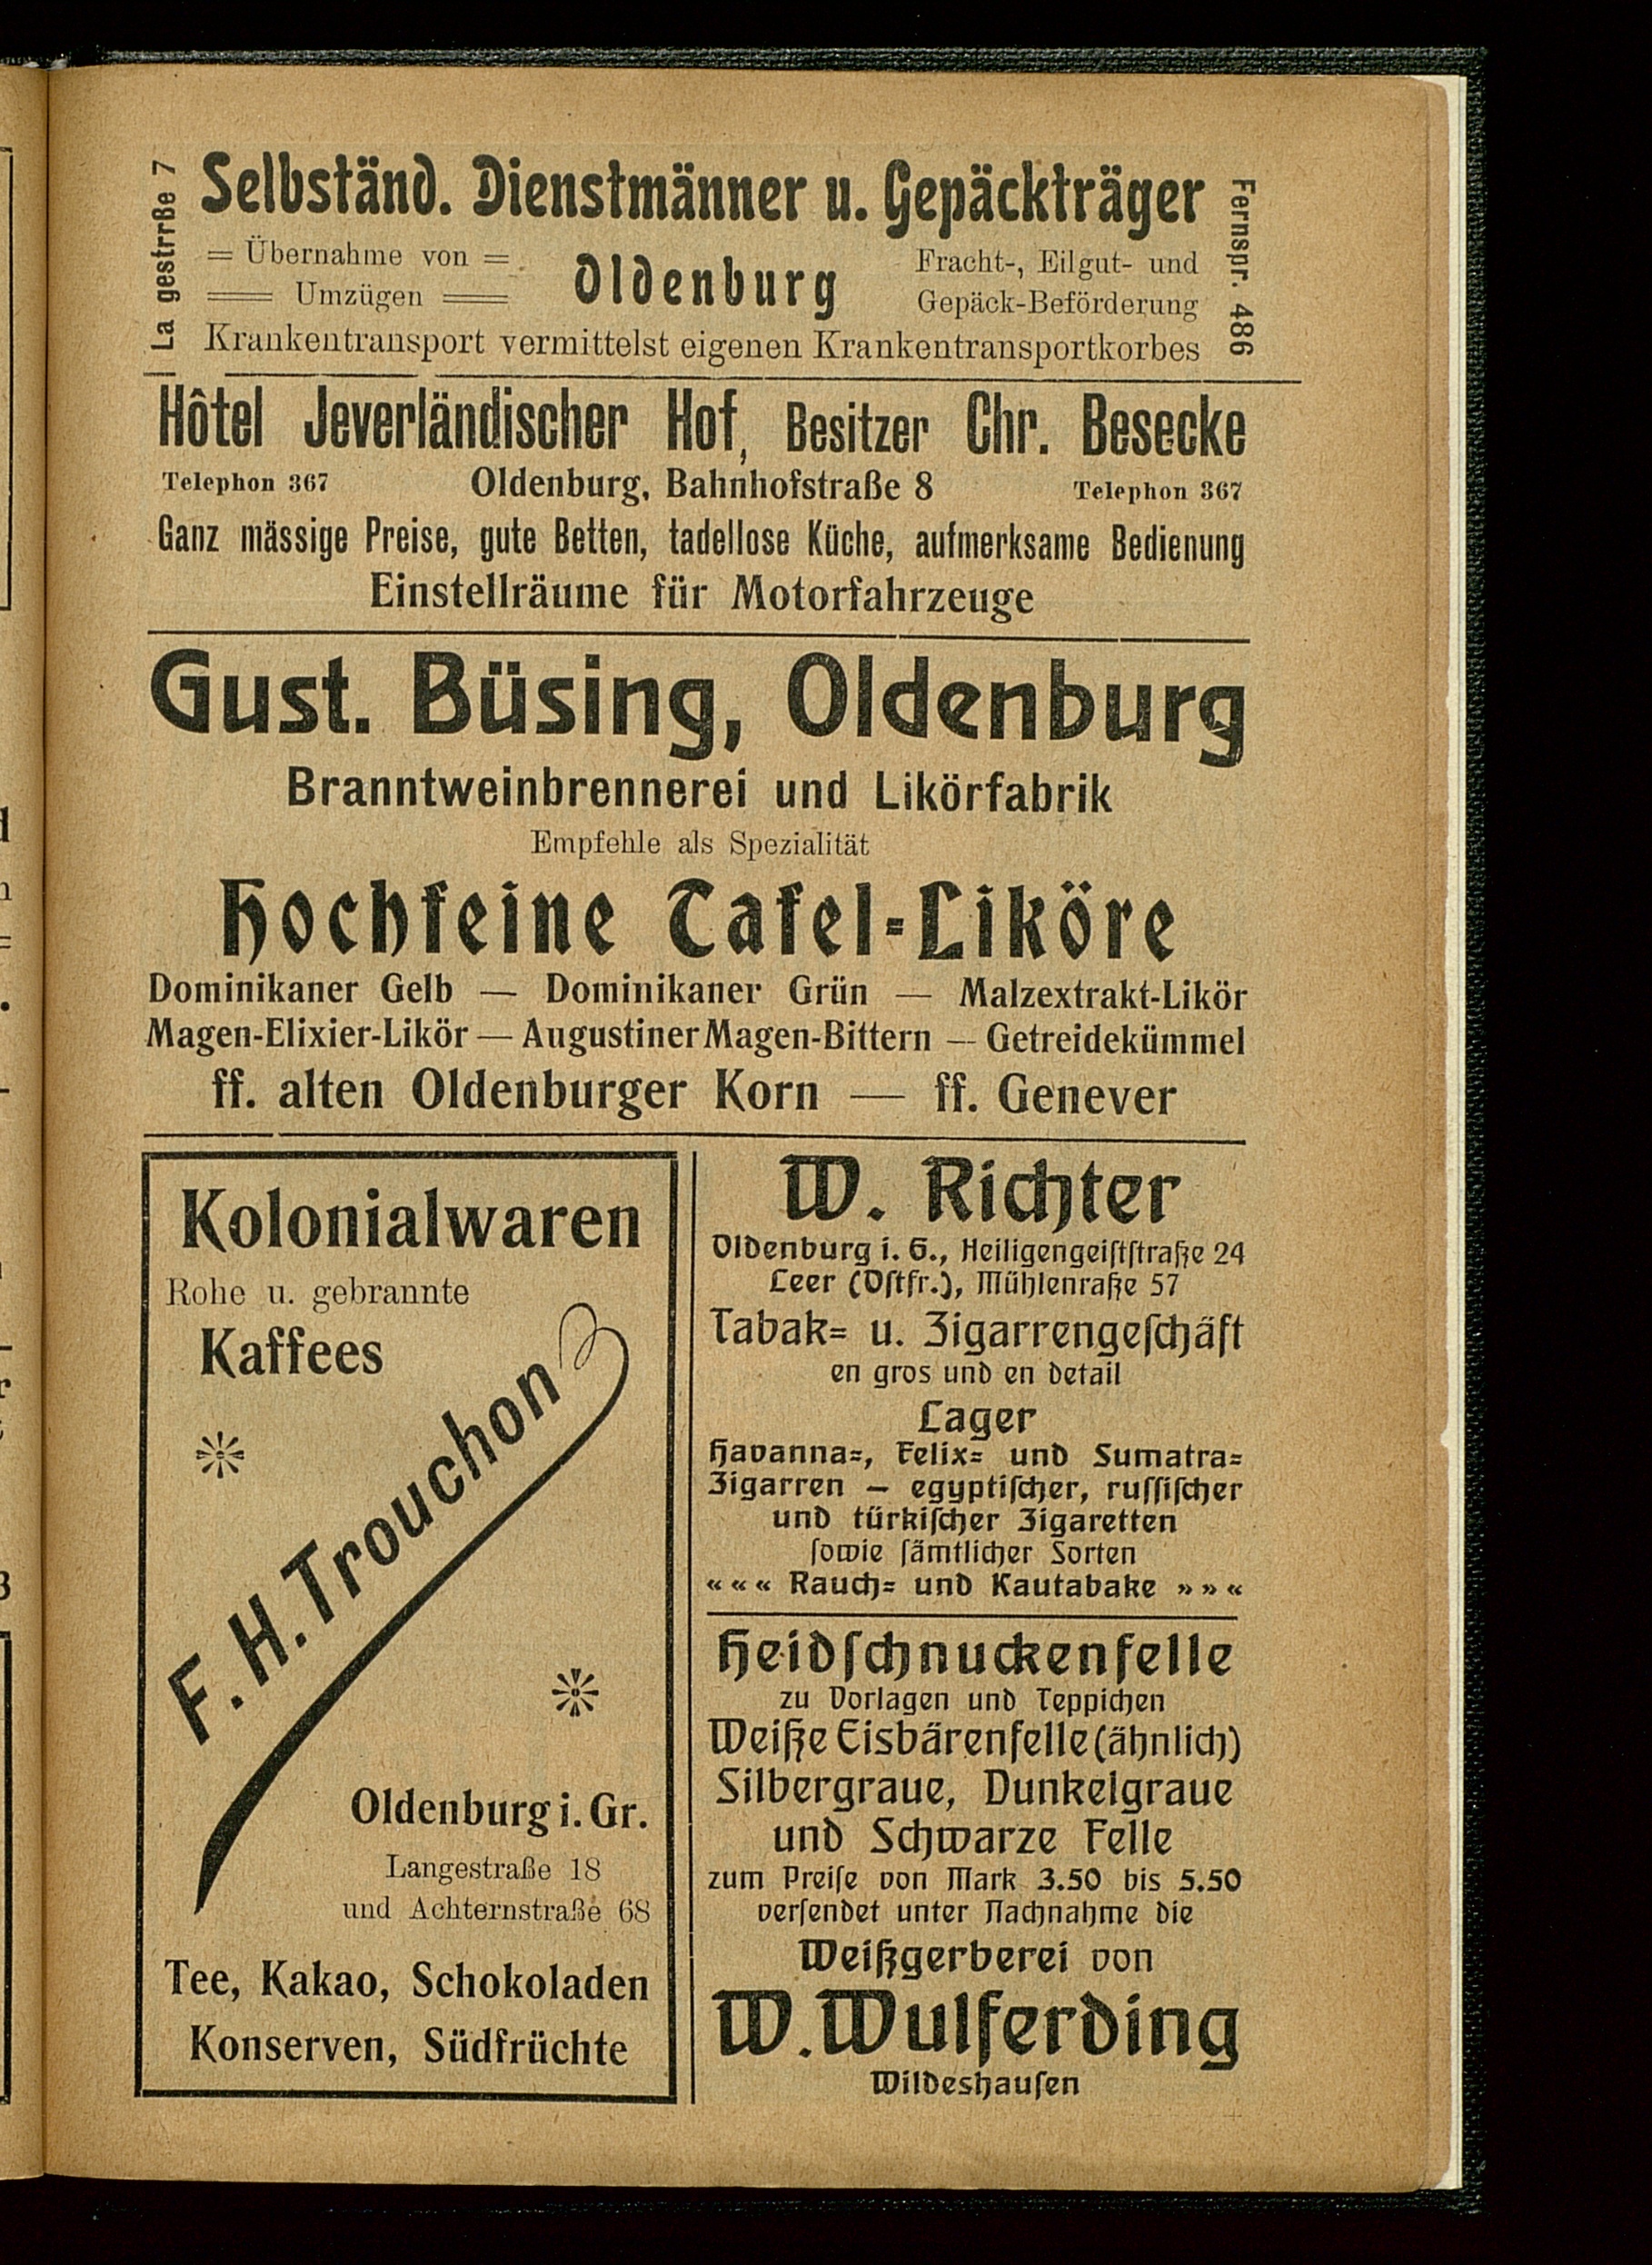 La gestrrße 7
Selbständ. Dienstmänner u. Gepäckträger
= Übernahme von =
= Umzügen =
Oldenburg
Fracht-, Eilgut- und
Gepäck-Beförderung
Krankentransport vermittelst eigenen Krankentransportkorbes
Fernspr. 486
Hôtel Jeverländischer Hof, Besitzer Chr. Besecke
Telephon 367 Oldenburg, Bahnhofstraße 8 Telephon 367
Ganz mässige Preise, gute Betten, tadellose Küche, aufmerksame Bedienung
Einstellräume für Motorfahrzeuge
Gust. Büsing, Oldenburg
Branntweinbrennerei und Likörfabrik
Empfehle als Spezialität
Hochfeine Tafel-Liköre
Dominikaner Gelb — Dominikaner Grün — Malzextrakt-Likör
Magen-Elixier-Likör — Augustiner Magen-Bittern — Getreidekümmel
ff. alten Oldenburger Korn — ff. Genever
Kolonialwaren
Rohe u. gebrannte
Kaffees
F. H. Trouchon
Oldenburg i. Gr.
Langestraße 18
und Achternstraße 68
Tee, Kakao, Schokoladen
Konserven, Südfrüchte
W. Richter
Oldenburg i. G., Heiligengeiſtſtraße 24
Leer (Oſtfr.), Mühlenraße 57
Tabak= u. Zigarrengeſchäft
en gros und en detail
Lager
Havanna=, Felix= und Sumatra=
Zigarren — egyptiſcher, ruſſiſcher
und türkiſcher Zigaretten
ſowie ſämtlicher Sorten
« « « Rauch= und Kautabake » » «
Heidſchnuckenfelle
zu Vorlagen und Teppichen
Weiße Eisbärenfelle (ähnlich)
Silbergraue, Dunkelgraue
und Schwarze Felle
zum Preiſe von Mark 3.50 bis 5.50
verſendet unter Nachnahme die
Weißgerberei von
W. Wulferding
Wildeshauſen